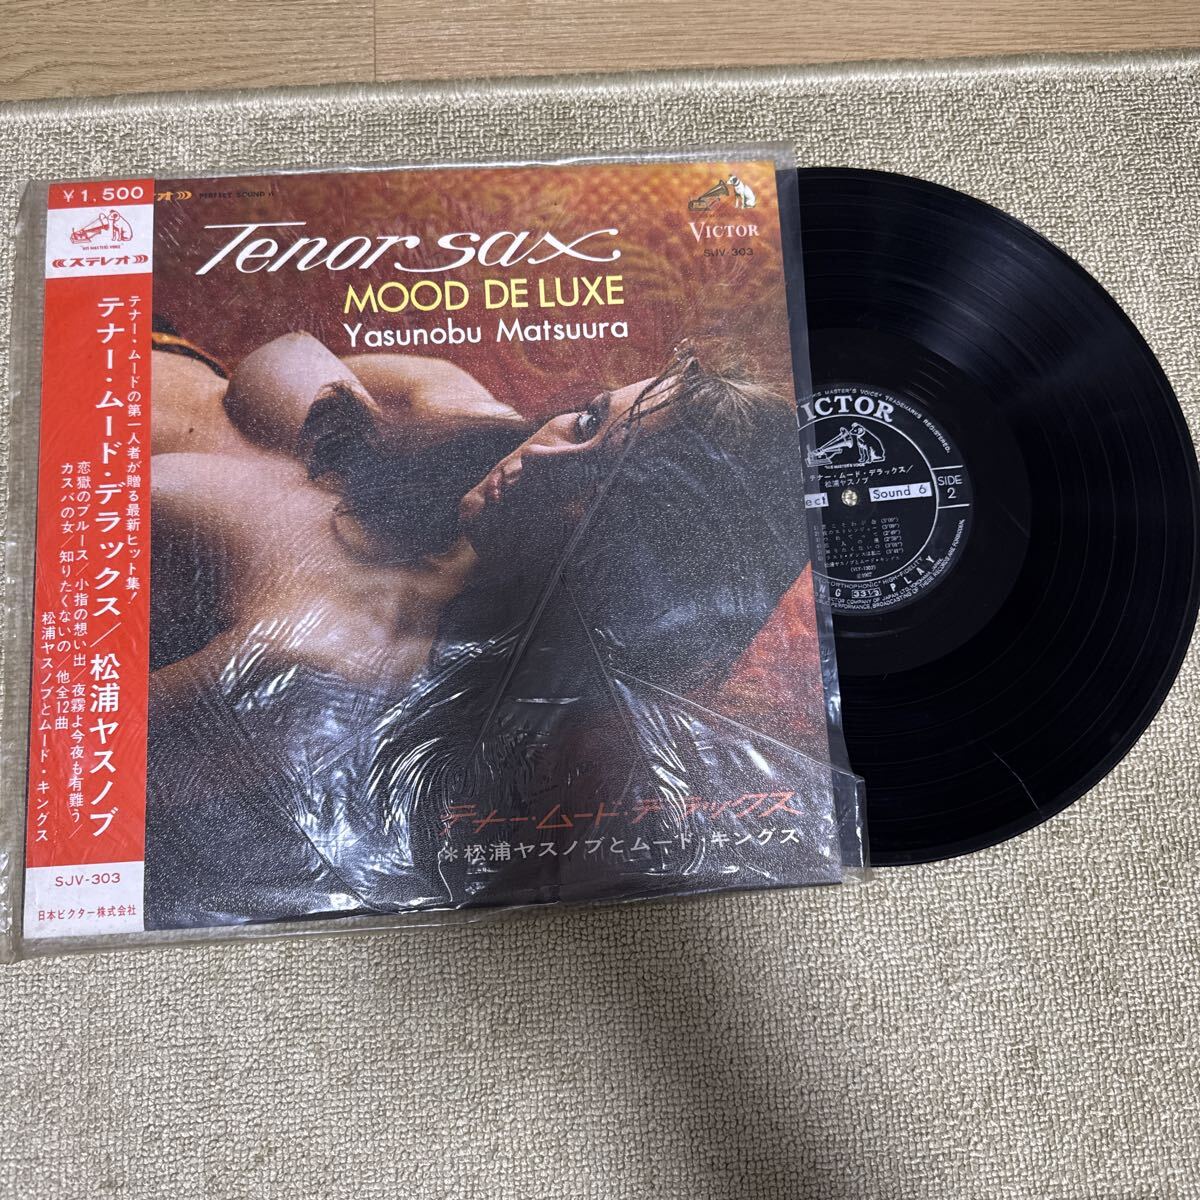 ¥1,500
"HIS MASTER'S VOICE"
ステレオ
テナー・ムードの第一人者が贈る最新ヒット集!
テナー・ムード・デラックス/松浦ヤスノブ
恋獄のブルース/小指の想い出/夜霧よ今夜も有難う/
カスバの女/知りたくないの/他全12曲
松浦ヤスノブとムード・キングス
SJV-303
日本ビクター株式会社
PERFECT SOUND
VICTOR
SJV-303
Tenor sax
MOOD DE LUXE
Yasunobu Matsuura
テナー・ムード・デラックス
*松浦ヤスノブとムード・キングス
VICTOR
"HIS MASTER'S VOICE"
テナー・ムード・デラックス/
松浦ヤスノブ
SIDE
2
Sound 6
(VLY-1302)
33⅓ PLAY